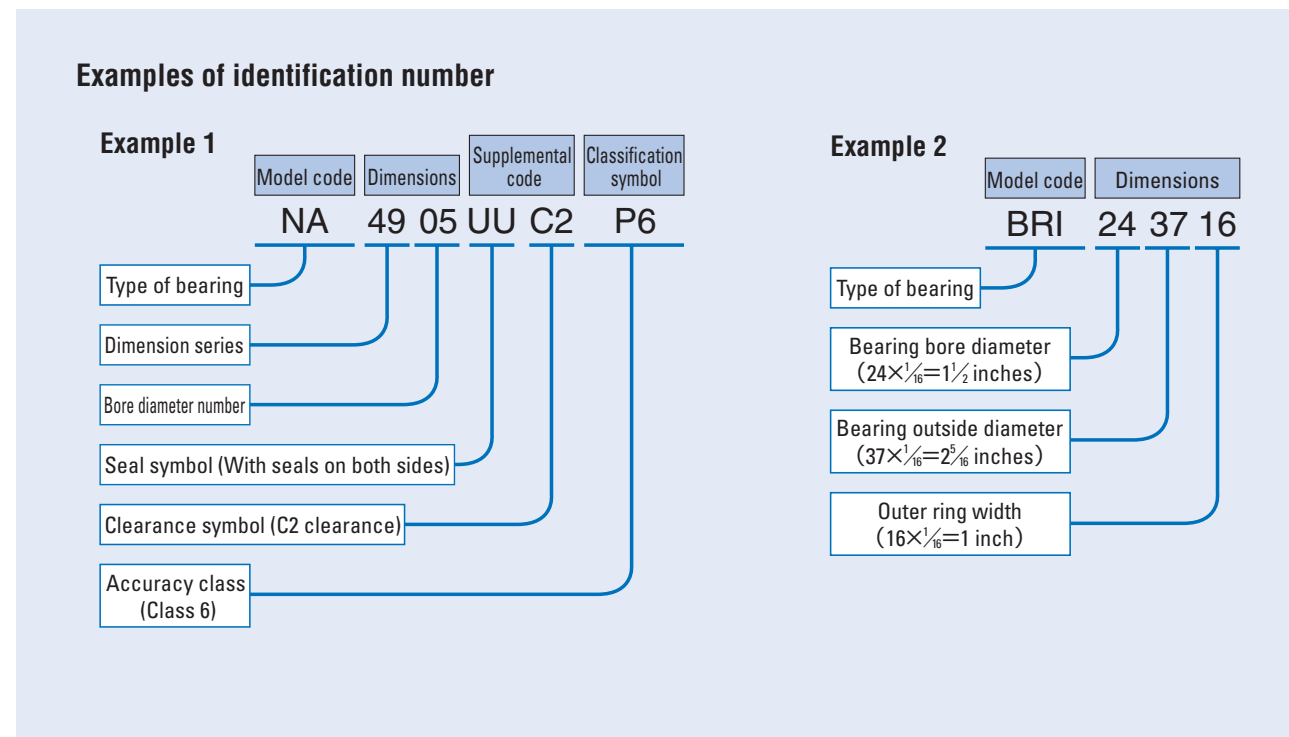 Examples of identification number
Example 1
Model code
Dimensions
Supplemental
code
Classification
symbol
NA 49 05 UU C2 P6
Type of bearing
Dimension series
Bore diameter number
Seal symbol (With seals on both sides)
Clearance symbol (C2 clearance)
Accuracy class
(Class 6)
Example 2
Model code
Dimensions
BRI 24 37 16
Type of bearing
Bearing bore diameter
(24×1/16=1 1/2 inches)
Bearing outside diameter
(37×1/16=2 5/16 inches)
Outer ring width
(16×1/16=1 inch)